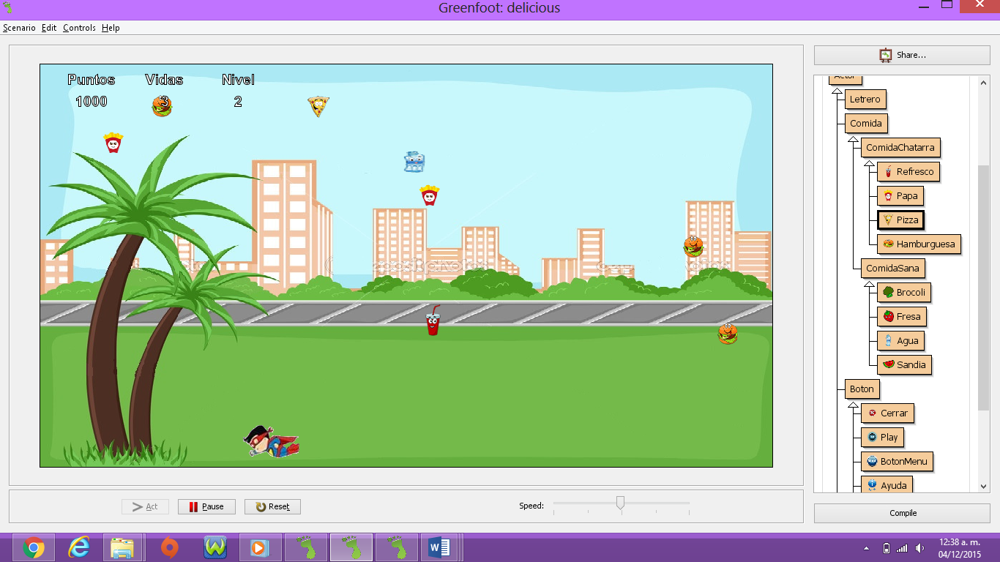 Greenfoot: delicious
Scenario Edit Controls Help
Puntos Vidas Nivel
1000 3 2
Share...
Actor
Letrero
Comida
ComidaChatarra
Refresco
Papa
Pizza
Hamburguesa
ComidaSana
Brocoli
Fresa
Agua
Sandia
Boton
Cerrar
Play
BotonMenu
Ayuda
Act Pause Reset Speed:
Compile
12:38 a. m.
04/12/2015